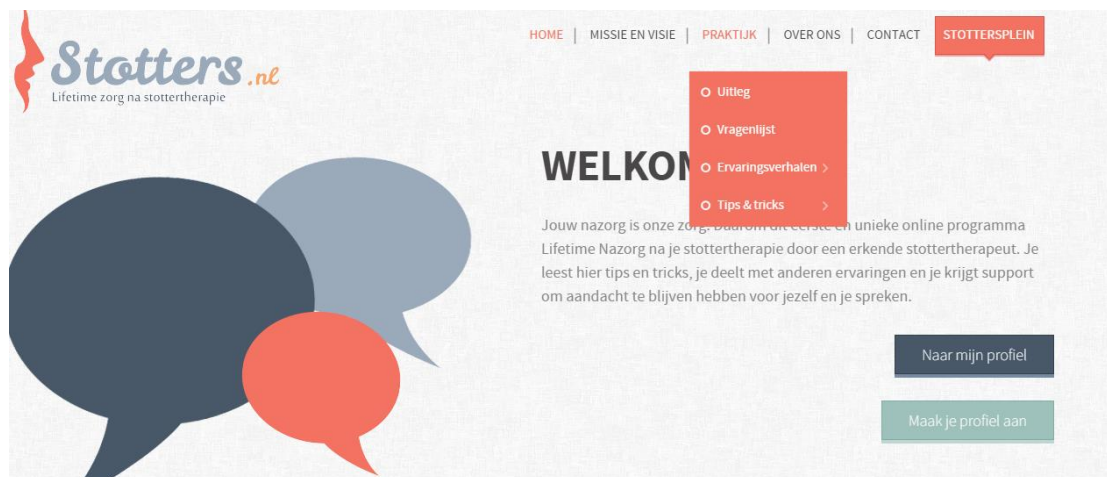 Stotters.nl
Lifetime zorg na stottertherapie
HOME | MISSIE EN VISIE | PRAKTIJK | OVER ONS | CONTACT STOTTERSPLEIN
Uitleg
Vragenlijst
Ervaringsverhalen >
Tips & tricks >
Jouw nazorg is onze zorg. Daarom dit eerste en unieke online programma
Lifetime Nazorg na je stottertherapie door een erkende stottertherapeut. Je
leest hier tips en tricks, je deelt met anderen ervaringen en je krijgt support
om aandacht te blijven hebben voor jezelf en je spreken.
Naar mijn profiel
Maak je profiel aan